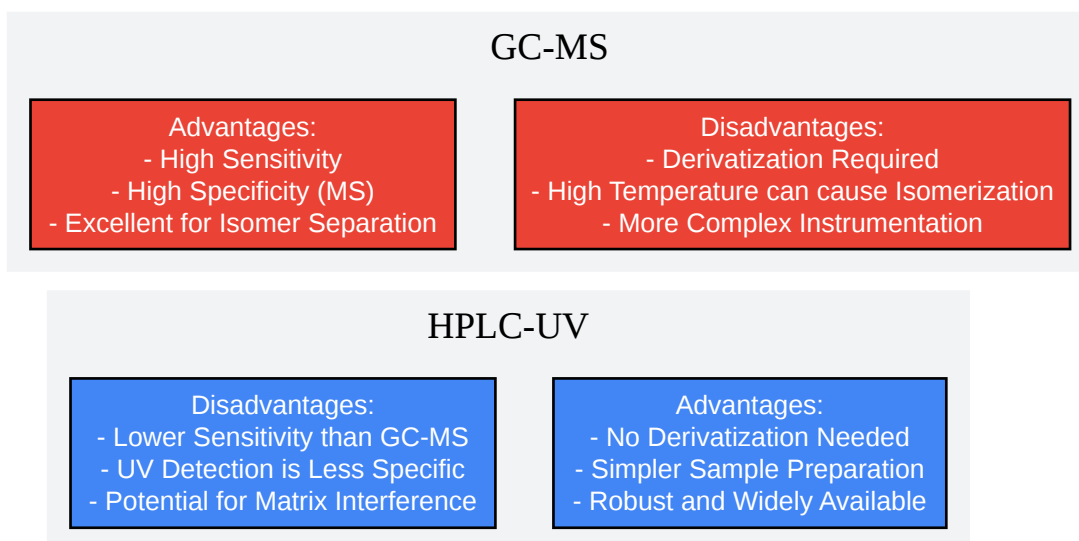 GC-MS
Advantages:
- High Sensitivity
- High Specificity (MS)
- Excellent for Isomer Separation
Disadvantages:
- Derivatization Required
- High Temperature can cause Isomerization
- More Complex Instrumentation
HPLC-UV
Disadvantages:
- Lower Sensitivity than GC-MS
- UV Detection is Less Specific
- Potential for Matrix Interference
Advantages:
- No Derivatization Needed
- Simpler Sample Preparation
- Robust and Widely Available